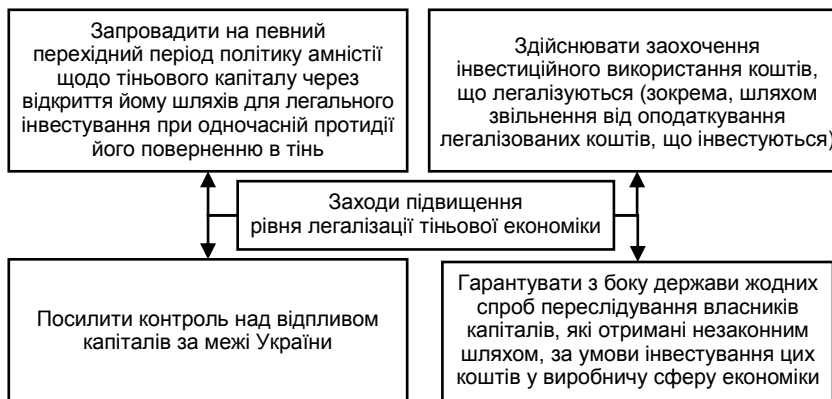 Запровадити на певний
перехідний період політику амністії
щодо тіньового капіталу через
відкриття йому шляхів для легального
інвестування при одночасній протидії
його поверненню в тінь
Здійснювати заохочення
інвестиційного використання коштів,
що легалізуються (зокрема, шляхом
звільнення від оподаткування
легалізованих коштів, що інвестуються)
Заходи підвищення
рівня легалізації тіньової економіки
Посилити контроль над відпливом
капіталів за межі України
Гарантувати з боку держави жодних
спроб переслідування власників
капіталів, які отримані незаконним
шляхом, за умови інвестування цих
коштів у виробничу сферу економіки